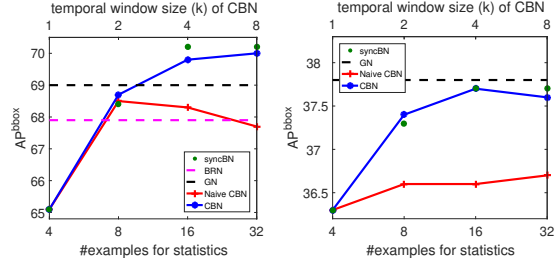 temporal window size (k) of CBN
1 2 4 8
70
69
68
67
66
65
AP^bbox
syncBN
BRN
GN
Naive CBN
CBN
4 8 16 32
#examples for statistics
temporal window size (k) of CBN
1 2 4 8
38
37.5
37
36.5
36
AP^bbox
syncBN
GN
Naive CBN
CBN
4 8 16 32
#examples for statistics